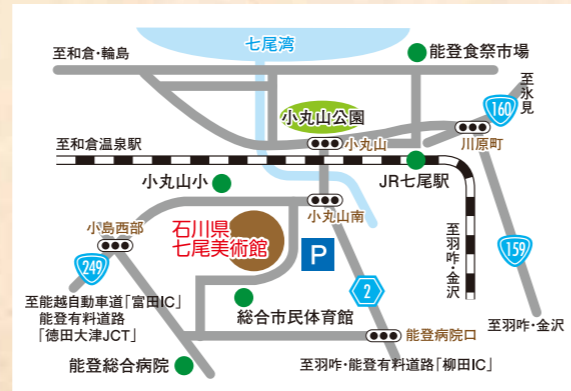 七尾湾
能登食祭市場
至和倉・輪島
至氷見
160
小丸山公園
小丸山
川原町
至和倉温泉駅
JR七尾駅
小丸山小
小丸山南
小島西部
石川県
七尾美術館
P
至羽咋・金沢
159
249
2
至能越自動車道「富田IC」
能登有料道路
「徳田大津JCT」
総合市民体育館
至羽咋・金沢
能登病院口
能登総合病院
至羽咋・能登有料道路「柳田IC」